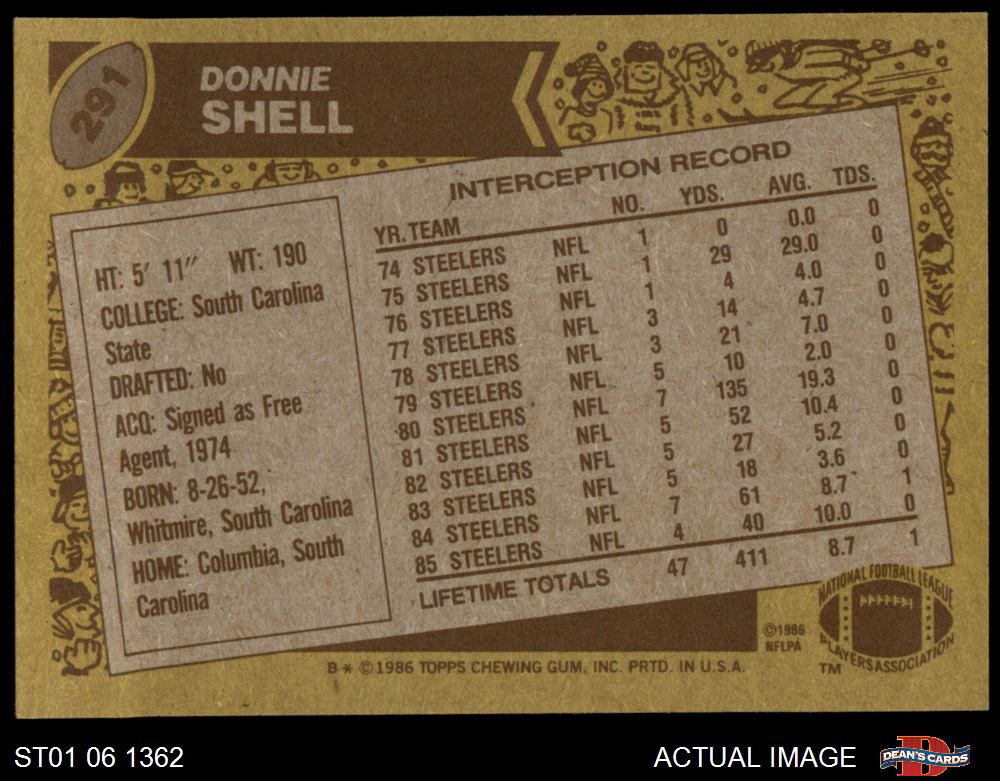 291
DONNIE
SHELL
HT: 5′ 11″ WT: 190
COLLEGE: South Carolina
State
DRAFTED: No
ACQ: Signed as Free
Agent, 1974
BORN: 8-26-52,
Whitmire, South Carolina
HOME: Columbia, South
Carolina
INTERCEPTION RECORD
YR. TEAM NO. YDS. AVG. TDS.
74 STEELERS NFL 1 0 0.0 0
75 STEELERS NFL 1 29 29.0 0
76 STEELERS NFL 1 4 4.0 0
77 STEELERS NFL 3 14 4.7 0
78 STEELERS NFL 3 21 7.0 0
79 STEELERS NFL 5 10 2.0 0
80 STEELERS NFL 7 135 19.3 0
81 STEELERS NFL 5 52 10.4 0
82 STEELERS NFL 5 27 5.2 0
83 STEELERS NFL 5 18 3.6 0
84 STEELERS NFL 7 61 8.7 1
85 STEELERS NFL 4 40 10.0 0
LIFETIME TOTALS 47 411 8.7 1
©1986
NFLPA
NATIONAL FOOTBALL LEAGUE
PLAYERS ASSOCIATION
TM
B * © 1986 TOPPS CHEWING GUM, INC. PRTD. IN U.S.A.
ST01 06 1362
ACTUAL IMAGE
D
DEAN'S CARDS